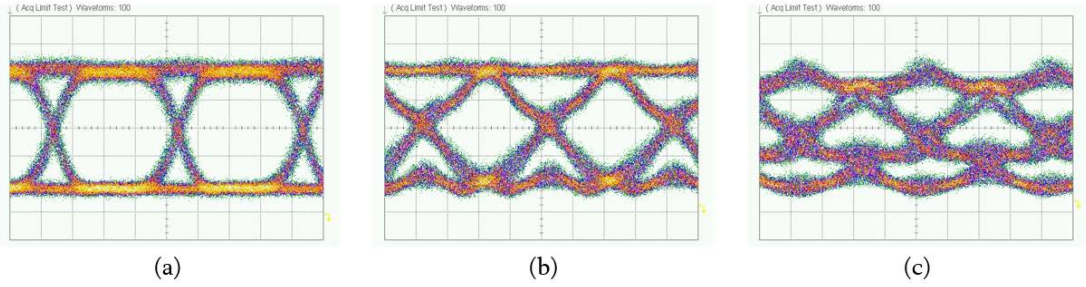 ( Acq Limit Test ) Waveforms: 100
( Acq Limit Test ) Waveforms: 100
( Acq Limit Test ) Waveforms: 100
(a)
(b)
(c)